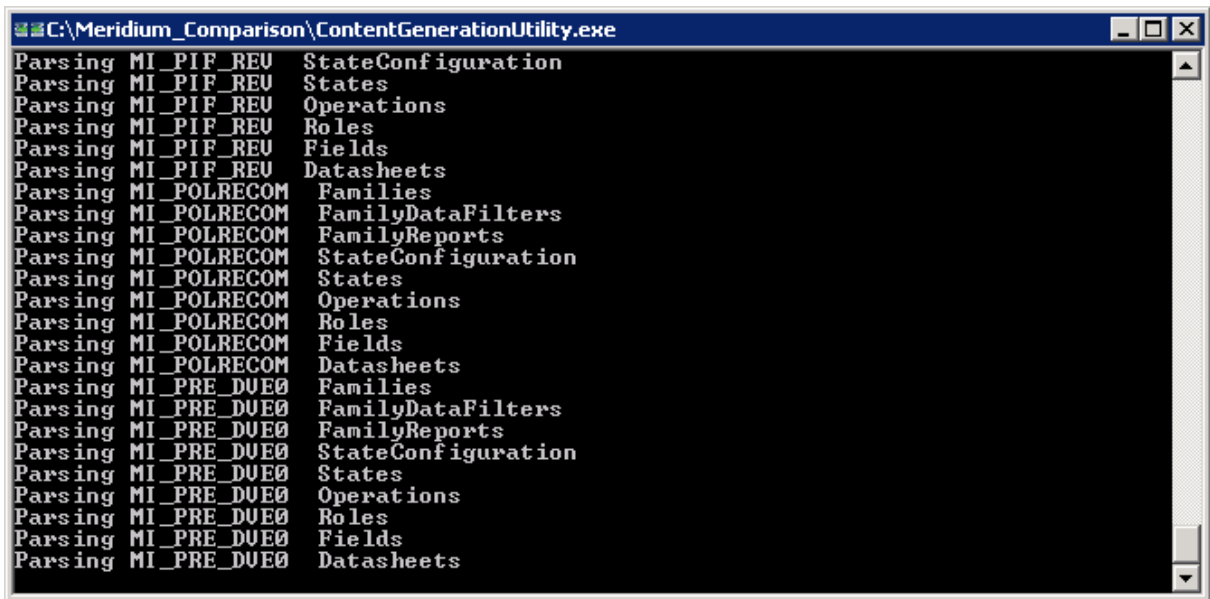 C:\Meridium_Comparison\ContentGenerationUtility.exe
Parsing MI_PIF_REV  StateConfiguration
Parsing MI_PIF_REV  States
Parsing MI_PIF_REV  Operations
Parsing MI_PIF_REV  Roles
Parsing MI_PIF_REV  Fields
Parsing MI_PIF_REV  Datasheets
Parsing MI_POLRECOM  Families
Parsing MI_POLRECOM  FamilyDataFilters
Parsing MI_POLRECOM  FamilyReports
Parsing MI_POLRECOM  StateConfiguration
Parsing MI_POLRECOM  States
Parsing MI_POLRECOM  Operations
Parsing MI_POLRECOM  Roles
Parsing MI_POLRECOM  Fields
Parsing MI_POLRECOM  Datasheets
Parsing MI_PRE_DVE0  Families
Parsing MI_PRE_DVE0  FamilyDataFilters
Parsing MI_PRE_DVE0  FamilyReports
Parsing MI_PRE_DVE0  StateConfiguration
Parsing MI_PRE_DVE0  States
Parsing MI_PRE_DVE0  Operations
Parsing MI_PRE_DVE0  Roles
Parsing MI_PRE_DVE0  Fields
Parsing MI_PRE_DVE0  Datasheets